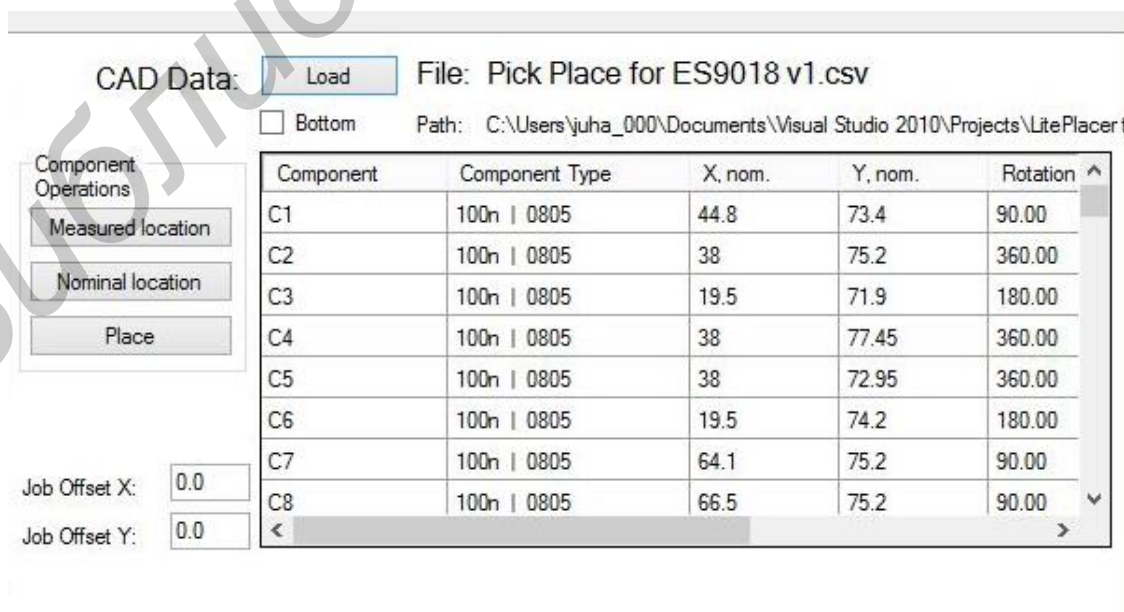 CAD Data: Load File: Pick Place for ES9018 v1.csv
Bottom Path: C:\Users\juha_000\Documents\Visual Studio 2010\Projects\LitePlacer
Component Operations
Measured location
Nominal location
Place
Job Offset X: 0.0
Job Offset Y: 0.0
Component Component Type X, nom. Y, nom. Rotation
C1 100n | 0805 44.8 73.4 90.00
C2 100n | 0805 38 75.2 360.00
C3 100n | 0805 19.5 71.9 180.00
C4 100n | 0805 38 77.45 360.00
C5 100n | 0805 38 72.95 360.00
C6 100n | 0805 19.5 74.2 180.00
C7 100n | 0805 64.1 75.2 90.00
C8 100n | 0805 66.5 75.2 90.00